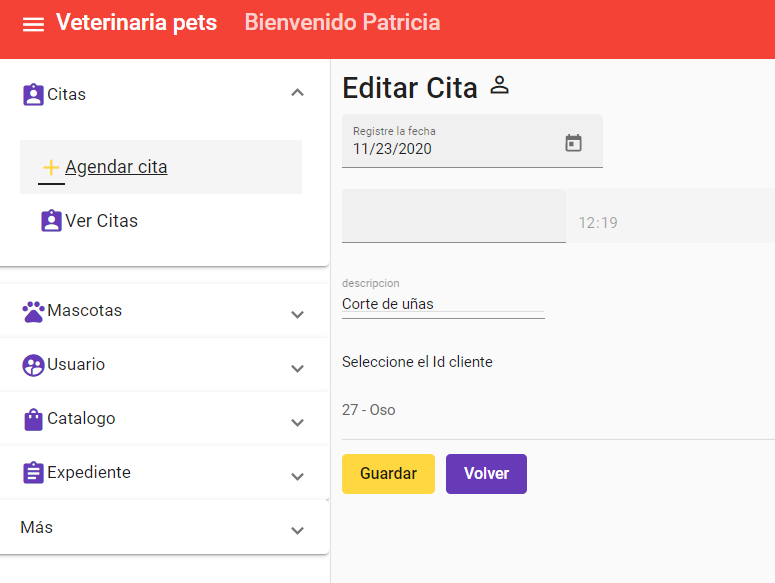 Veterinaria pets Bienvenido Patricia
Citas
Agendar cita
Ver Citas
Mascotas
Usuario
Catalogo
Expediente
Más
Editar Cita
Registre la fecha
11/23/2020
12:19
descripcion
Corte de uñas
Seleccione el Id cliente
27 - Oso
Guardar Volver